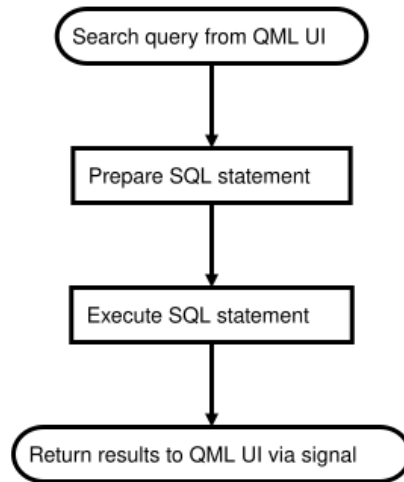 Search query from QML UI
Prepare SQL statement
Execute SQL statement
Return results to QML UI via signal